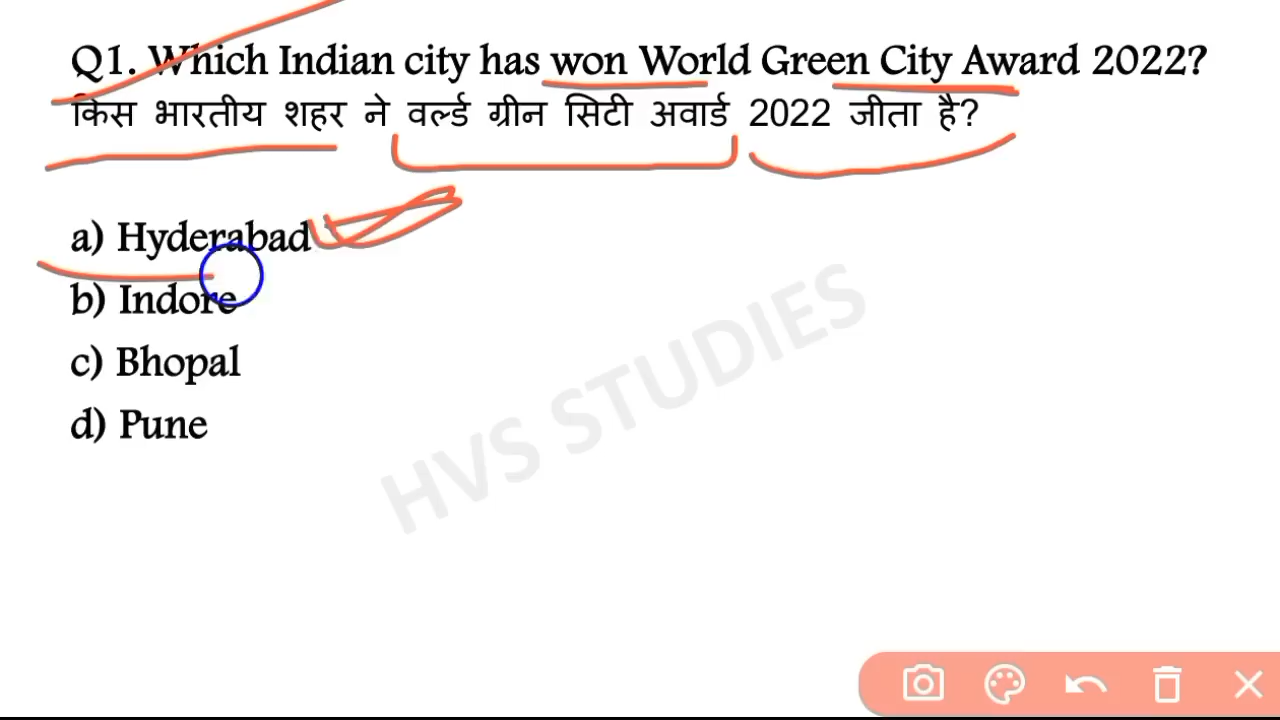 Q1. Which Indian city has won World Green City Award 2022?
किस भारतीय शहर ने वर्ल्ड ग्रीन सिटी अवार्ड 2022 जीता है?
a) Hyderabad
b) Indore
c) Bhopal
d) Pune
HVS STUDIES